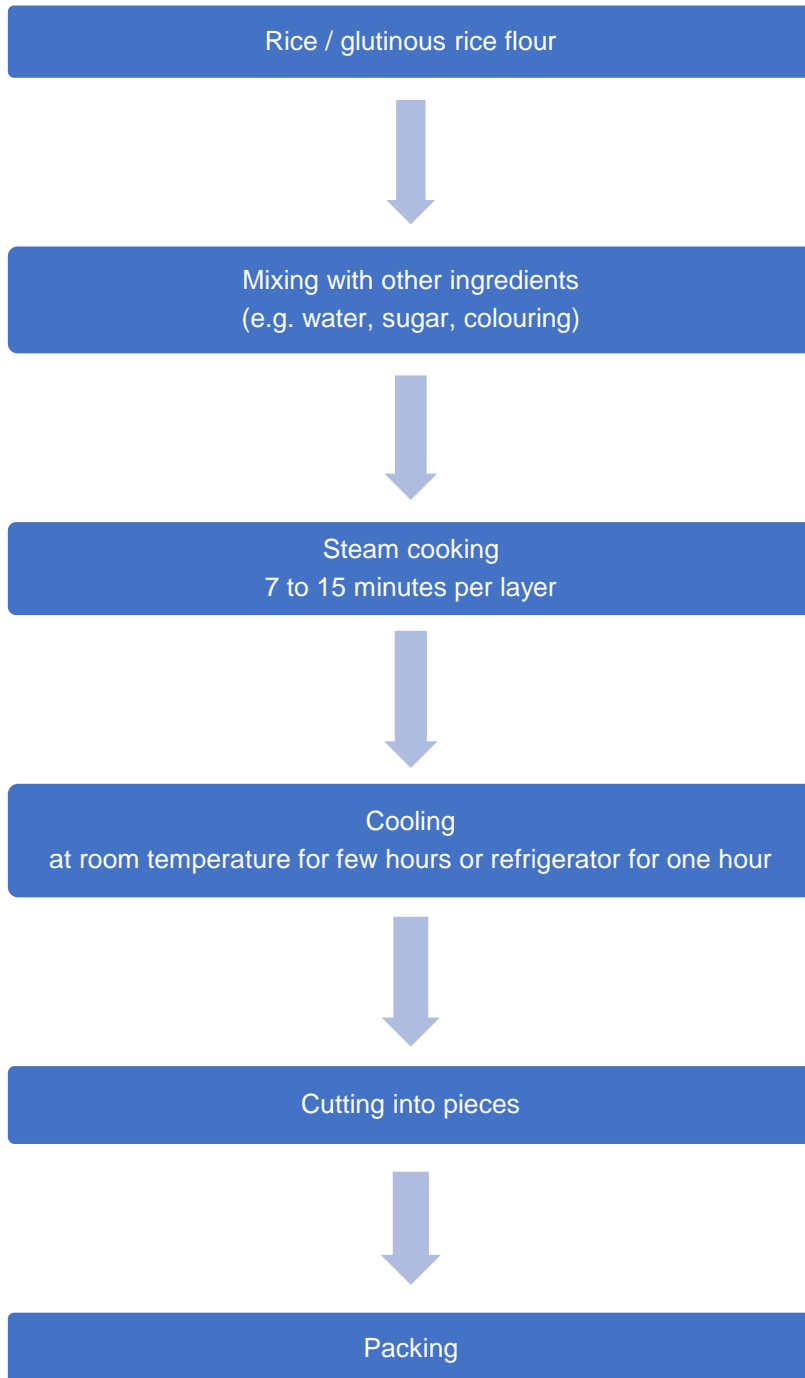 Rice / glutinous rice flour
Mixing with other ingredients
(e.g. water, sugar, colouring)
Steam cooking
7 to 15 minutes per layer
Cooling
at room temperature for few hours or refrigerator for one hour
Cutting into pieces
Packing